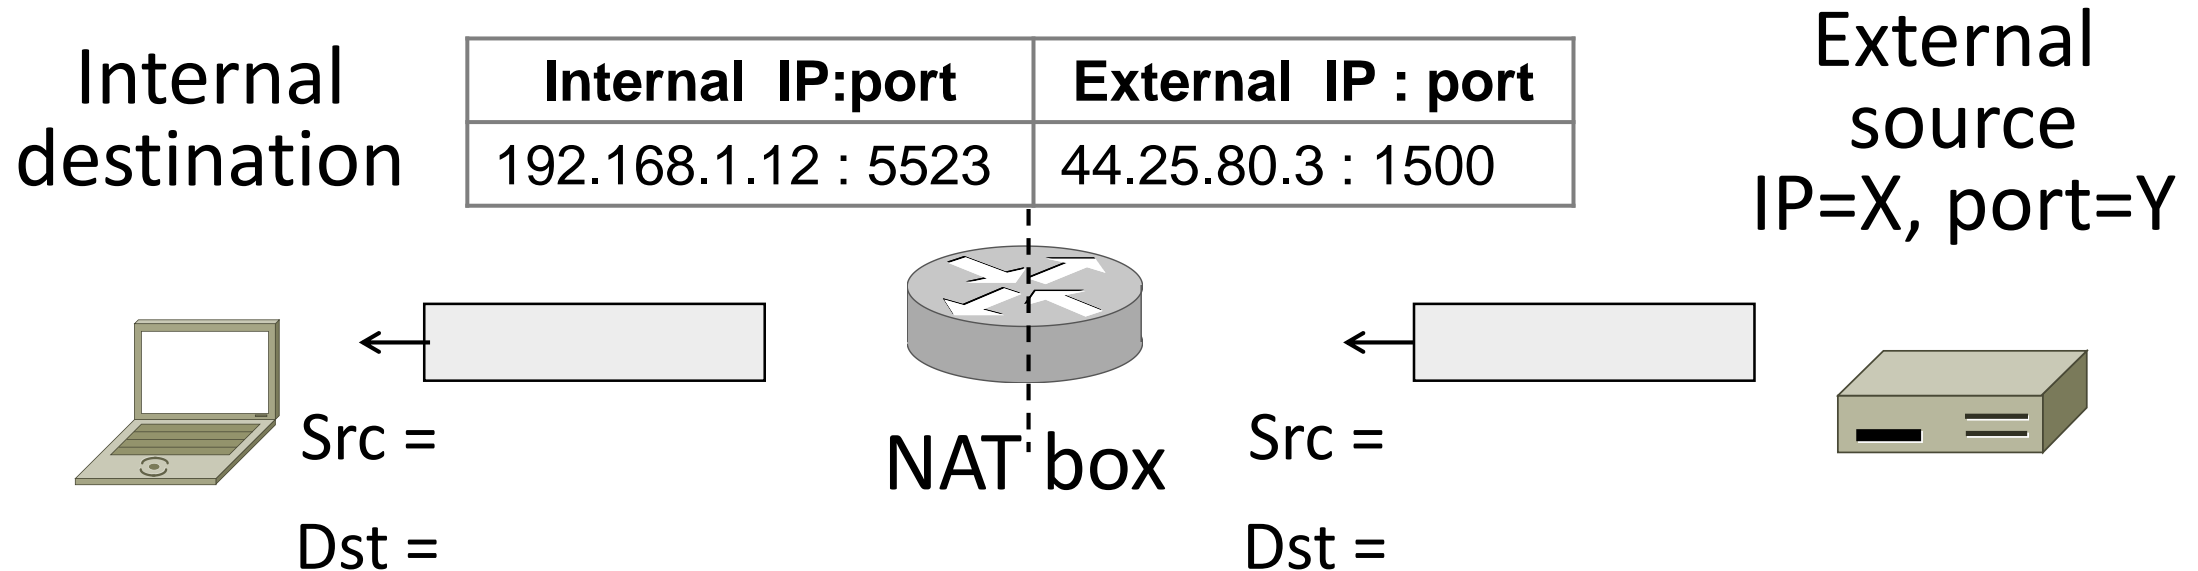 Internal
destination
Internal IP:port
External IP : port
192.168.1.12 : 5523
44.25.80.3 : 1500
External
source
IP=X, port=Y
Src =
Dst =
NAT box
Src =
Dst =